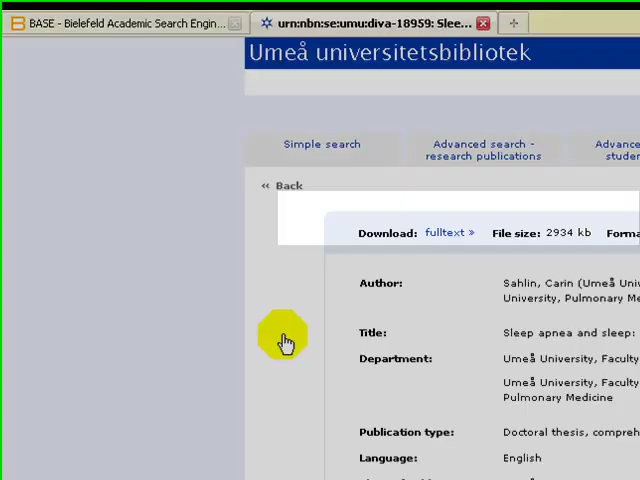 BASE - Bielefeld Academic Search Engin...
urn:nbn:se:umu:diva-18959: Slee...
Umeå universitetsbibliotek
Simple search
Advanced search -
research publications
Advance
studen
« Back
Download: fulltext » File size: 2934 kb Forma
Author: Sahlin, Carin (Umeå Uni
University, Pulmonary Me
Title: Sleep apnea and sleep:
Department: Umeå University, Faculty
Umeå University, Faculty
Pulmonary Medicine
Publication type: Doctoral thesis, compreh
Language: English